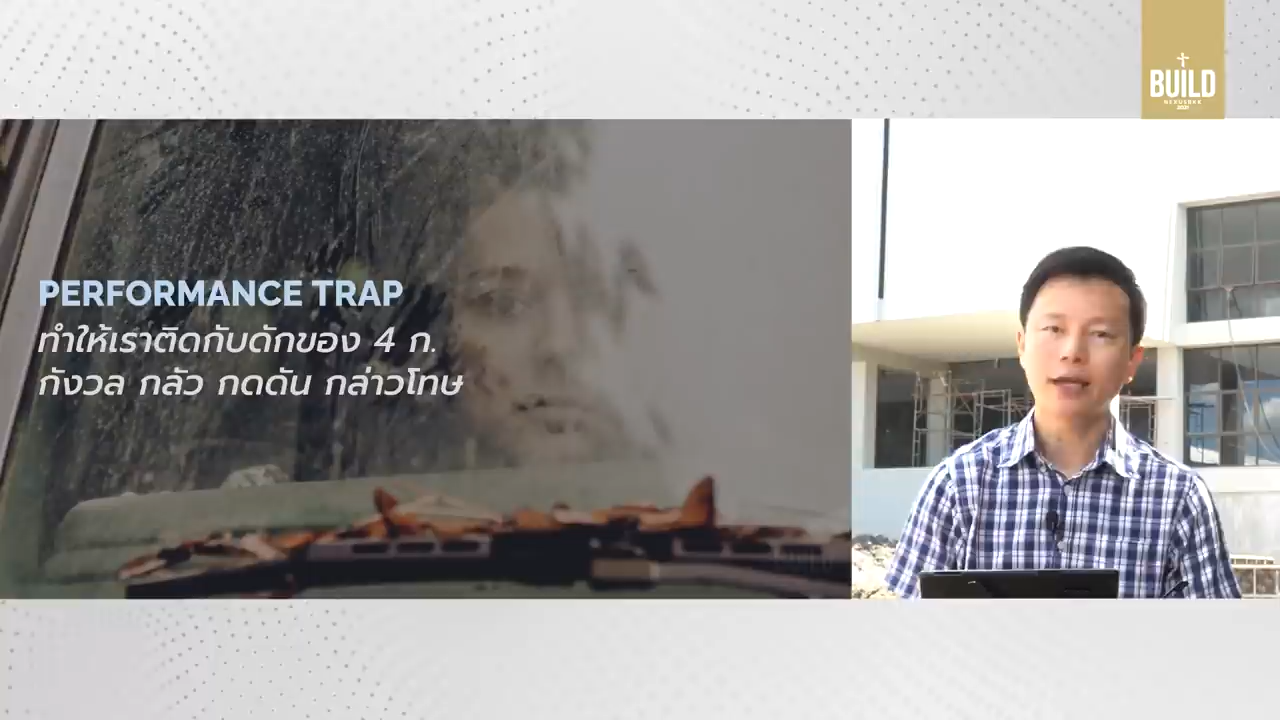 BUILD
NEXUSBKK
2021
PERFORMANCE TRAP
ทำให้เราติดกับดักของ 4 ก.
กังวล กลัว กดดัน กล่าวโทษ